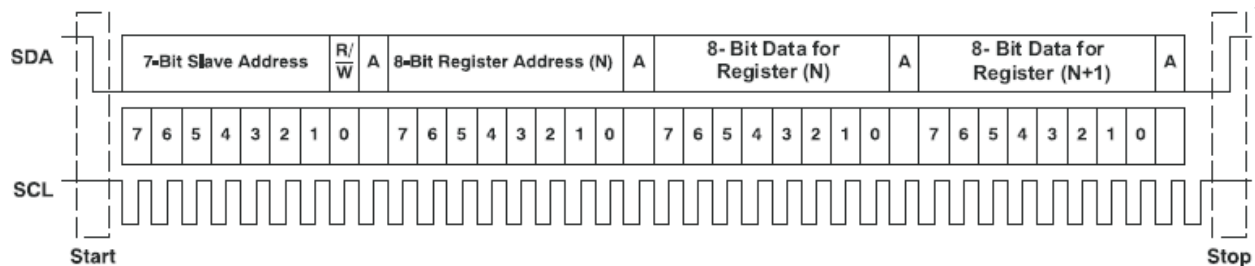 SDA
7-Bit Slave Address
R/
W
A
8-Bit Register Address (N)
A
8- Bit Data for
Register (N)
A
8- Bit Data for
Register (N+1)
A
7 6 5 4 3 2 1 0 7 6 5 4 3 2 1 0 7 6 5 4 3 2 1 0 7 6 5 4 3 2 1 0
SCL
Start
Stop